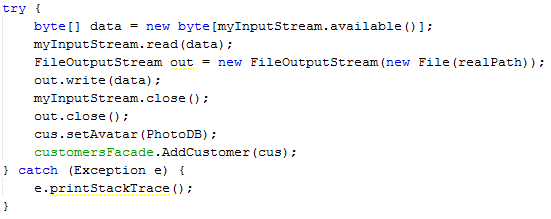 try {
    byte[] data = new byte[myInputStream.available()];
    myInputStream.read(data);
    FileOutputStream out = new FileOutputStream(new File(realPath));
    out.write(data);
    myInputStream.close();
    out.close();
    cus.setAvatar(PhotoDB);
    customersFacade.AddCustomer(cus);
} catch (Exception e) {
    e.printStackTrace();
}